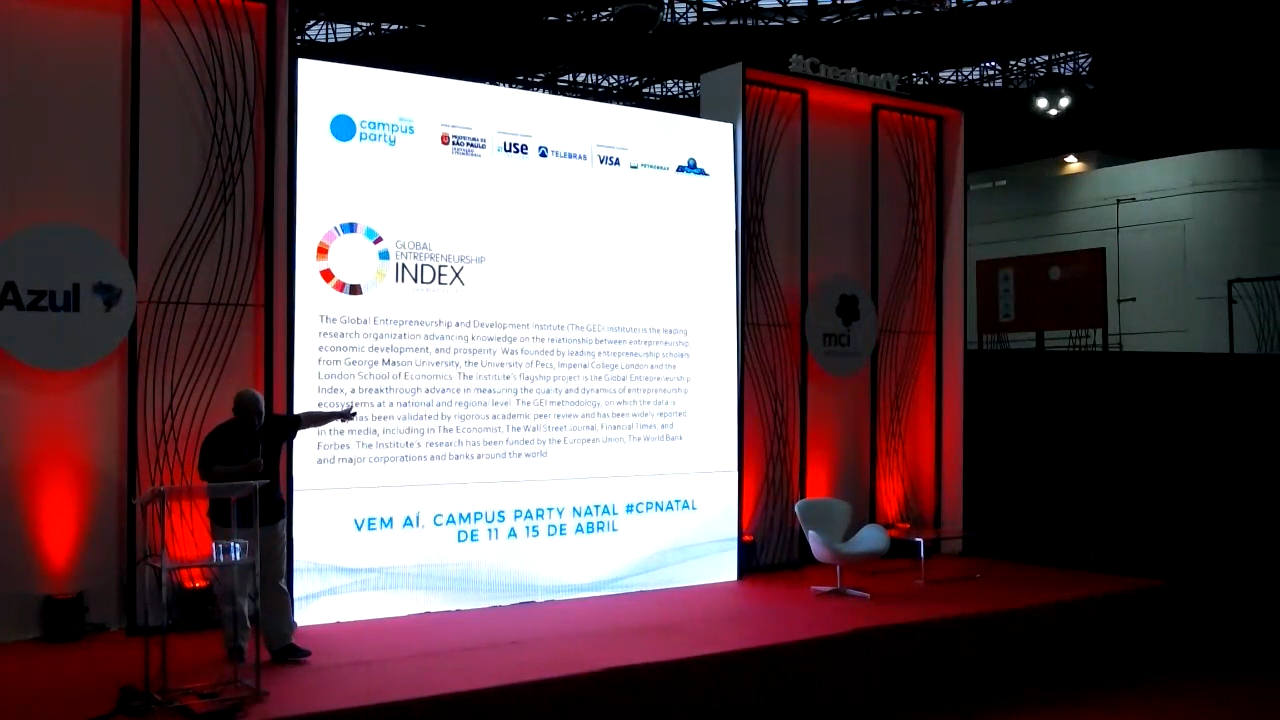 #Creativity
campus
party
PREFEITURA DE
SÃO PAULO
use
TELEBRAS
VISA
PETROBRAS
GLOBAL
ENTREPRENEURSHIP
INDEX
Azul
mci
The Global Entrepreneurship and Development Institute (The GEDI Institute) is the leading
research organization advancing knowledge on the relationship between entrepreneurship,
economic development, and prosperity. Was founded by leading entrepreneurship scholars
from George Mason University, the University of Pecs, Imperial College London and the
London School of Economics. The Institute's flagship project is the Global Entrepreneurship
Index, a breakthrough advance in measuring the quality and dynamics of entrepreneurship
ecosystems at a national and regional level. The GEI methodology, on which the data is
has been validated by rigorous academic peer review and has been widely reported
in the media, including in The Economist, The Wall Street Journal, Financial Times, and
Forbes. The Institute's research has been funded by the European Union, The World Bank
and major corporations and banks around the world.
VEM AÍ, CAMPUS PARTY NATAL #CPNATAL
DE 11 A 15 DE ABRIL